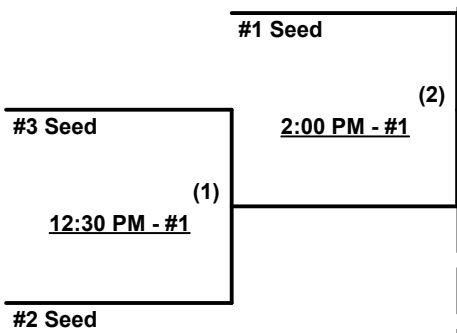 #1 Seed
(2)
#3 Seed
2:00 PM - #1
(1)
12:30 PM - #1
#2 Seed